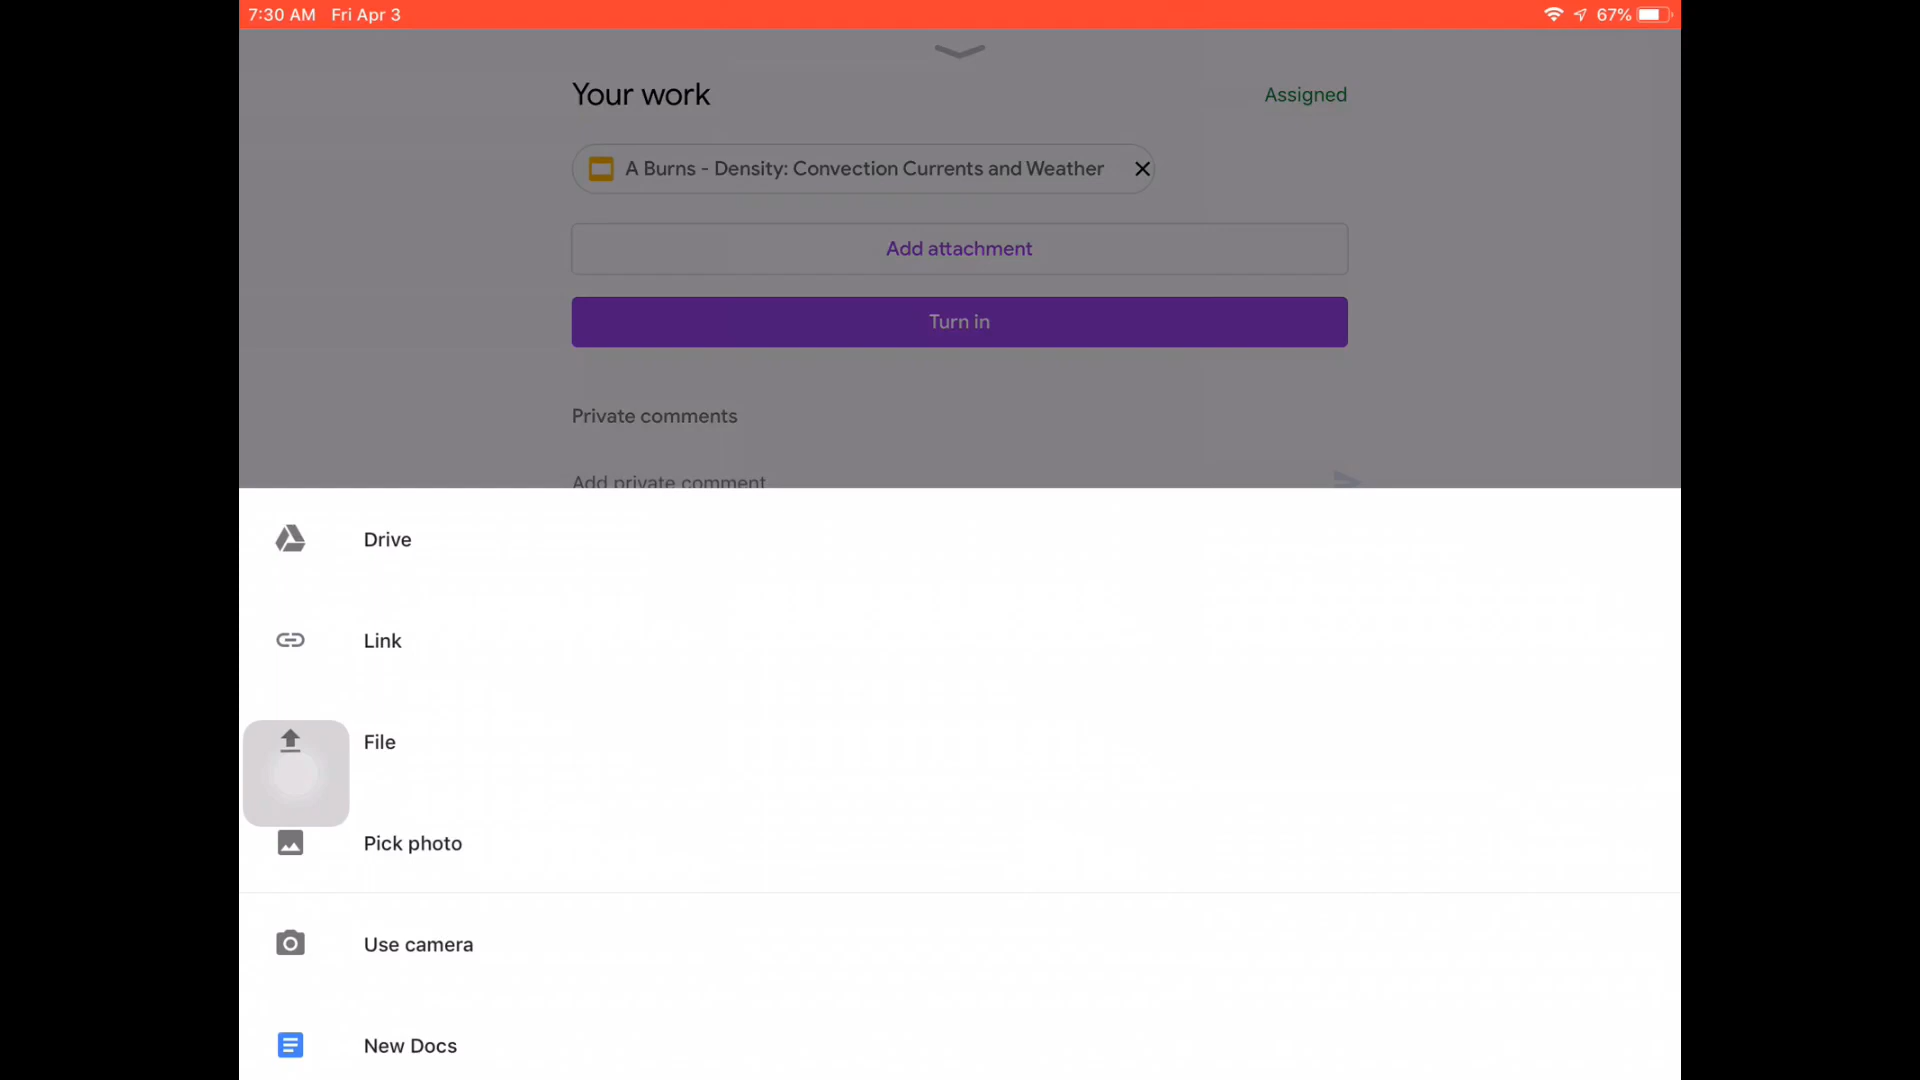 7:30 AM Fri Apr 3 67%
Your work Assigned
A Burns - Density: Convection Currents and Weather
Add attachment
Turn in
Private comments
Add private comment
Drive
Link
File
Pick photo
Use camera
New Docs